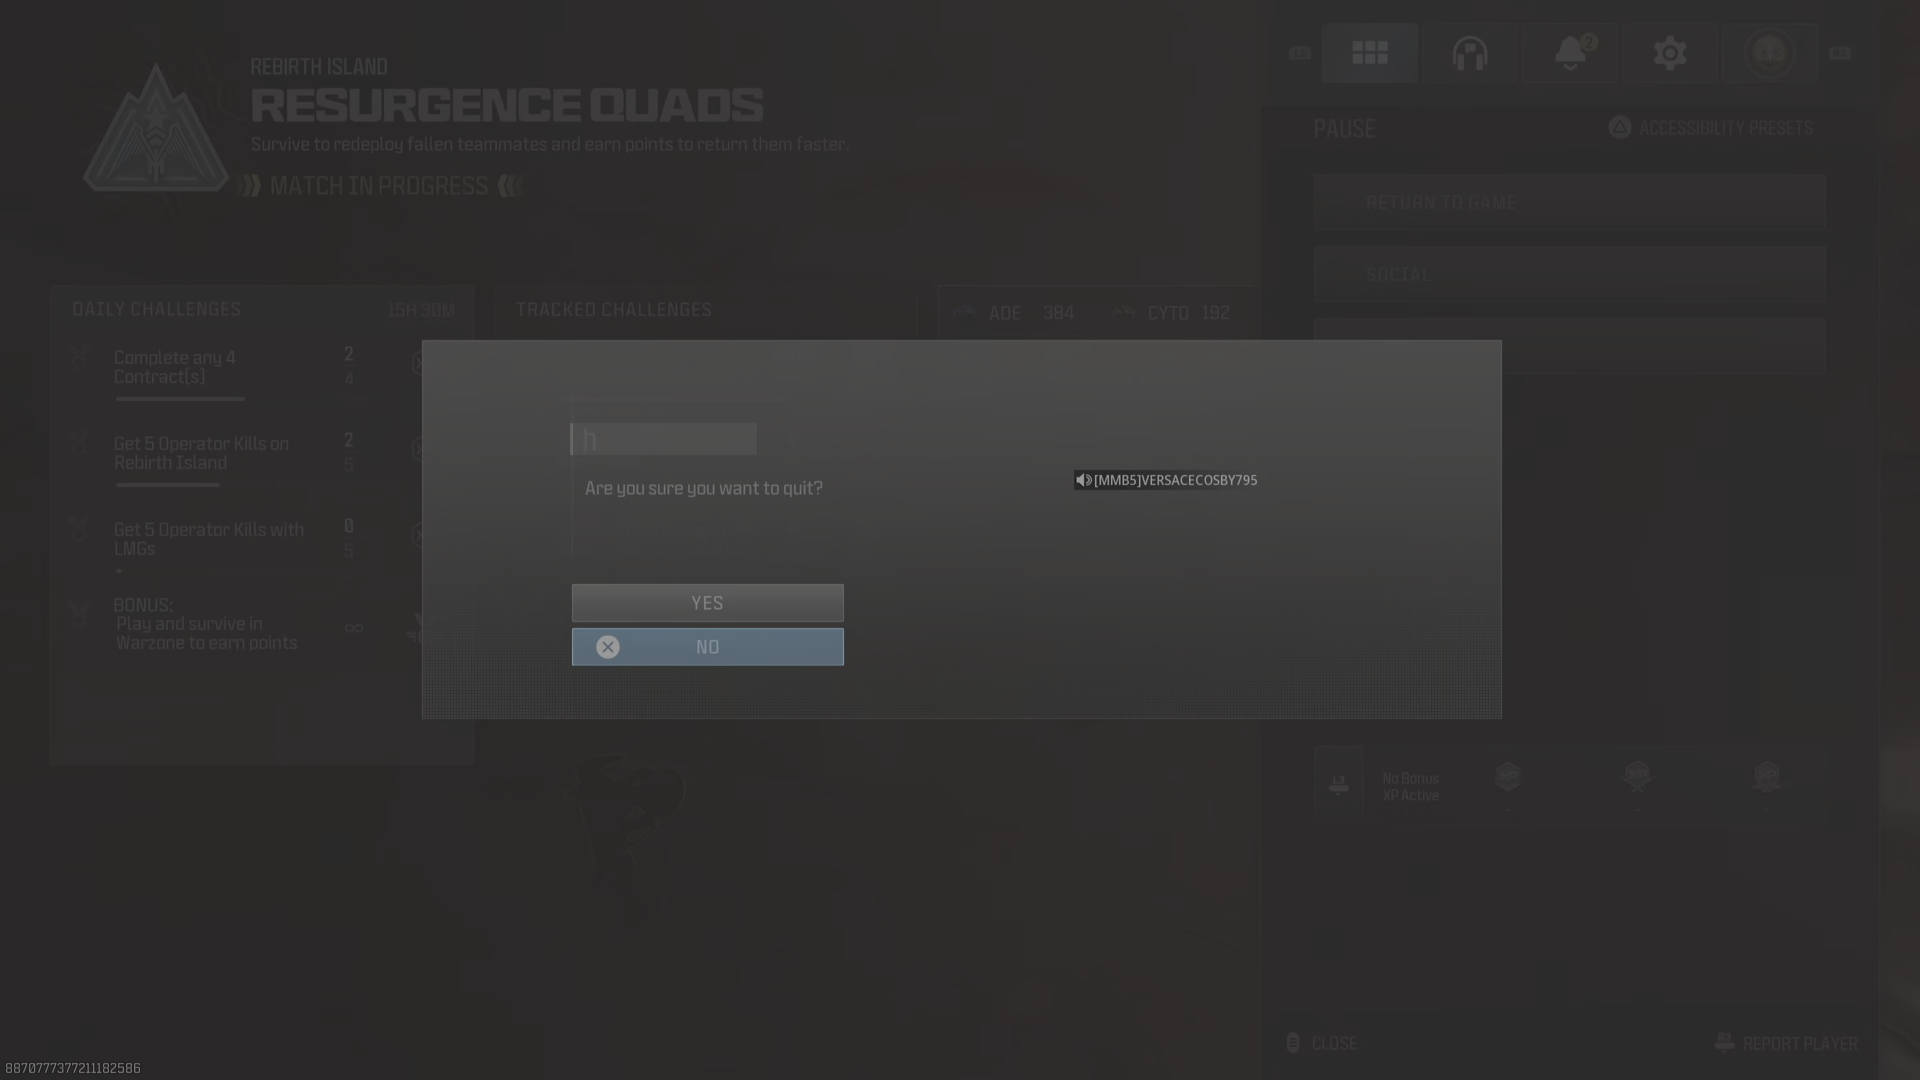 REBIRTH ISLAND
RESURGENCE QUADS
Survive to redeploy fallen teammates and earn points to return them faster.
MATCH IN PROGRESS
2
PAUSE
ACCESSIBILITY PRESETS
RETURN TO GAME
SOCIAL
DAILY CHALLENGES 15H 30M
TRACKED CHALLENGES
ADE 384 CYTO 192
Complete any 4
Contract[s]
2
4
Get 5 Operator Kills on
Rebirth Island
2
5
Get 5 Operator Kills with
LMGs
0
5
BONUS:
Play and survive in
Warzone to earn points
h
Are you sure you want to quit?
[MMB5]VERSACECOSBY795
YES
NO
L3
No Bonus
XP Active
CLOSE
REPORT PLAYER
8870777377211182586